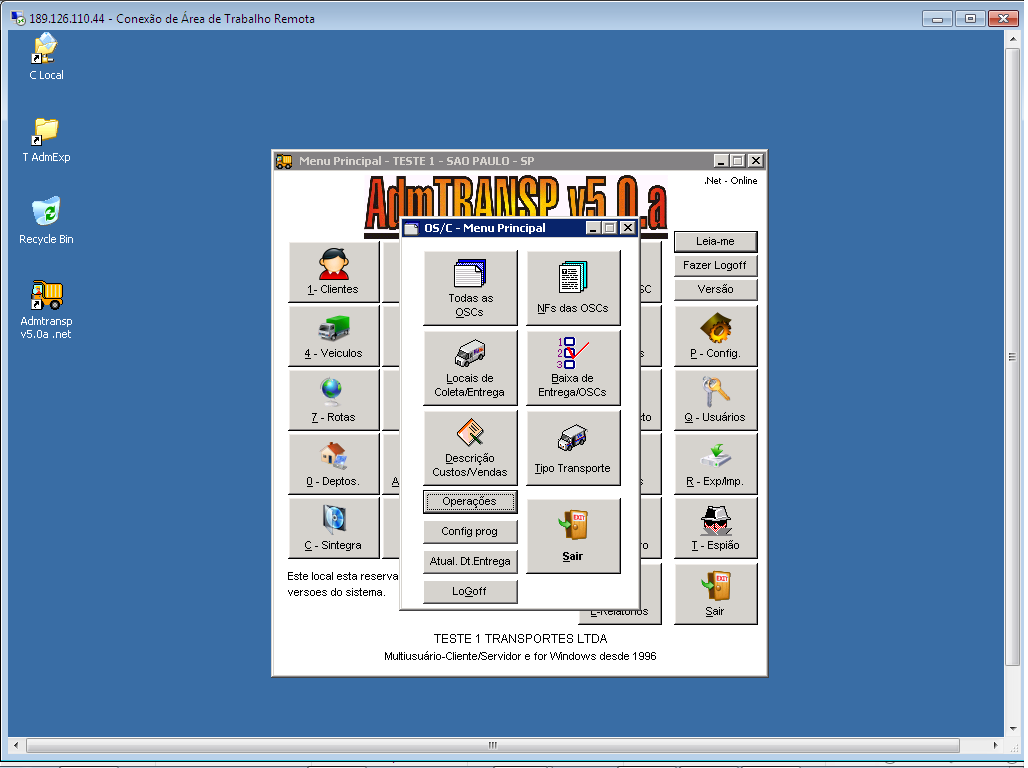 189.126.110.44 - Conexão de Área de Trabalho Remota
C Local
T AdmExp
Recycle Bin
Admtransp
v5.0a .net
Menu Principal - TESTE 1 - SAO PAULO - SP
.Net - Online
AdmTRANSP v5.0.a
Leia-me
Fazer Logoff
Versão
1- Clientes
4 - Veiculos
7 - Rotas
0 - Deptos.
C - Sintegra
P - Config.
Q - Usuários
R - Exp/Imp.
T - Espião
Sair
OS/C - Menu Principal
Todas as
OSCs
NFs das OSCs
Locais de
Coleta/Entrega
1
2
3
Baixa de
Entrega/OSCs
Descrição
Custos/Vendas
Tipo Transporte
Operações
Config prog
Atual. Dt.Entrega
LoGoff
EXIT
Sair
EXIT
Este local esta reserva
versoes do sistema.
L-Relatorios
TESTE 1 TRANSPORTES LTDA
Multiusuário-Cliente/Servidor e for Windows desde 1996